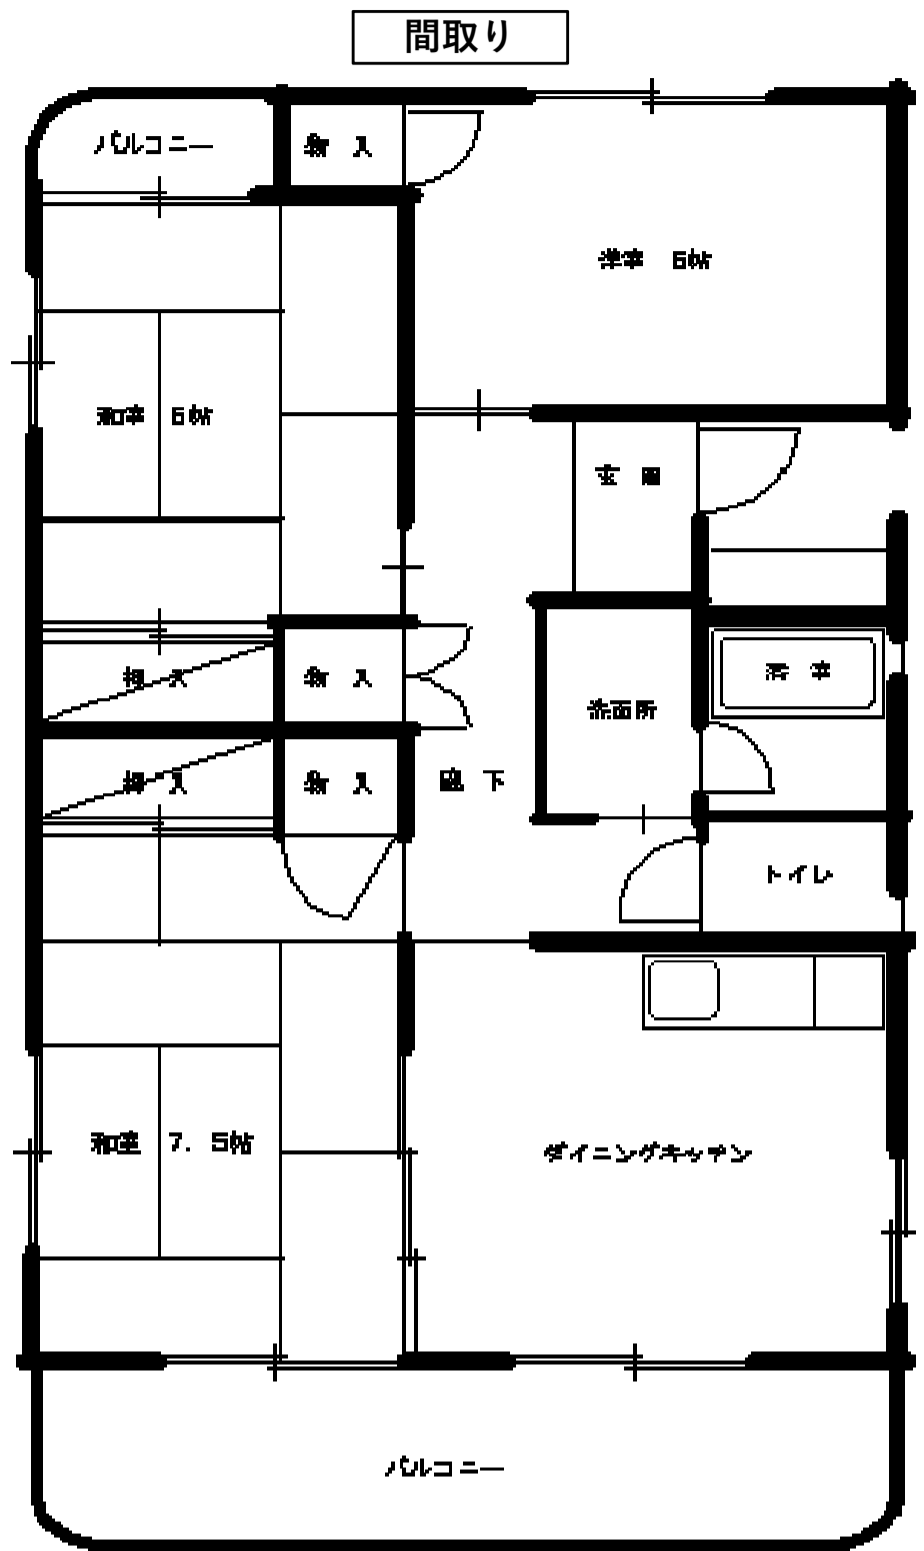 間取り
バルコニー
物 入
洋室 6帖
和室 6帖
玄 関
押 入
物 入
浴 室
洗面所
押 入
物 入
廊 下
トイレ
和室 7.5帖
ダイニングキッチン
バルコニー